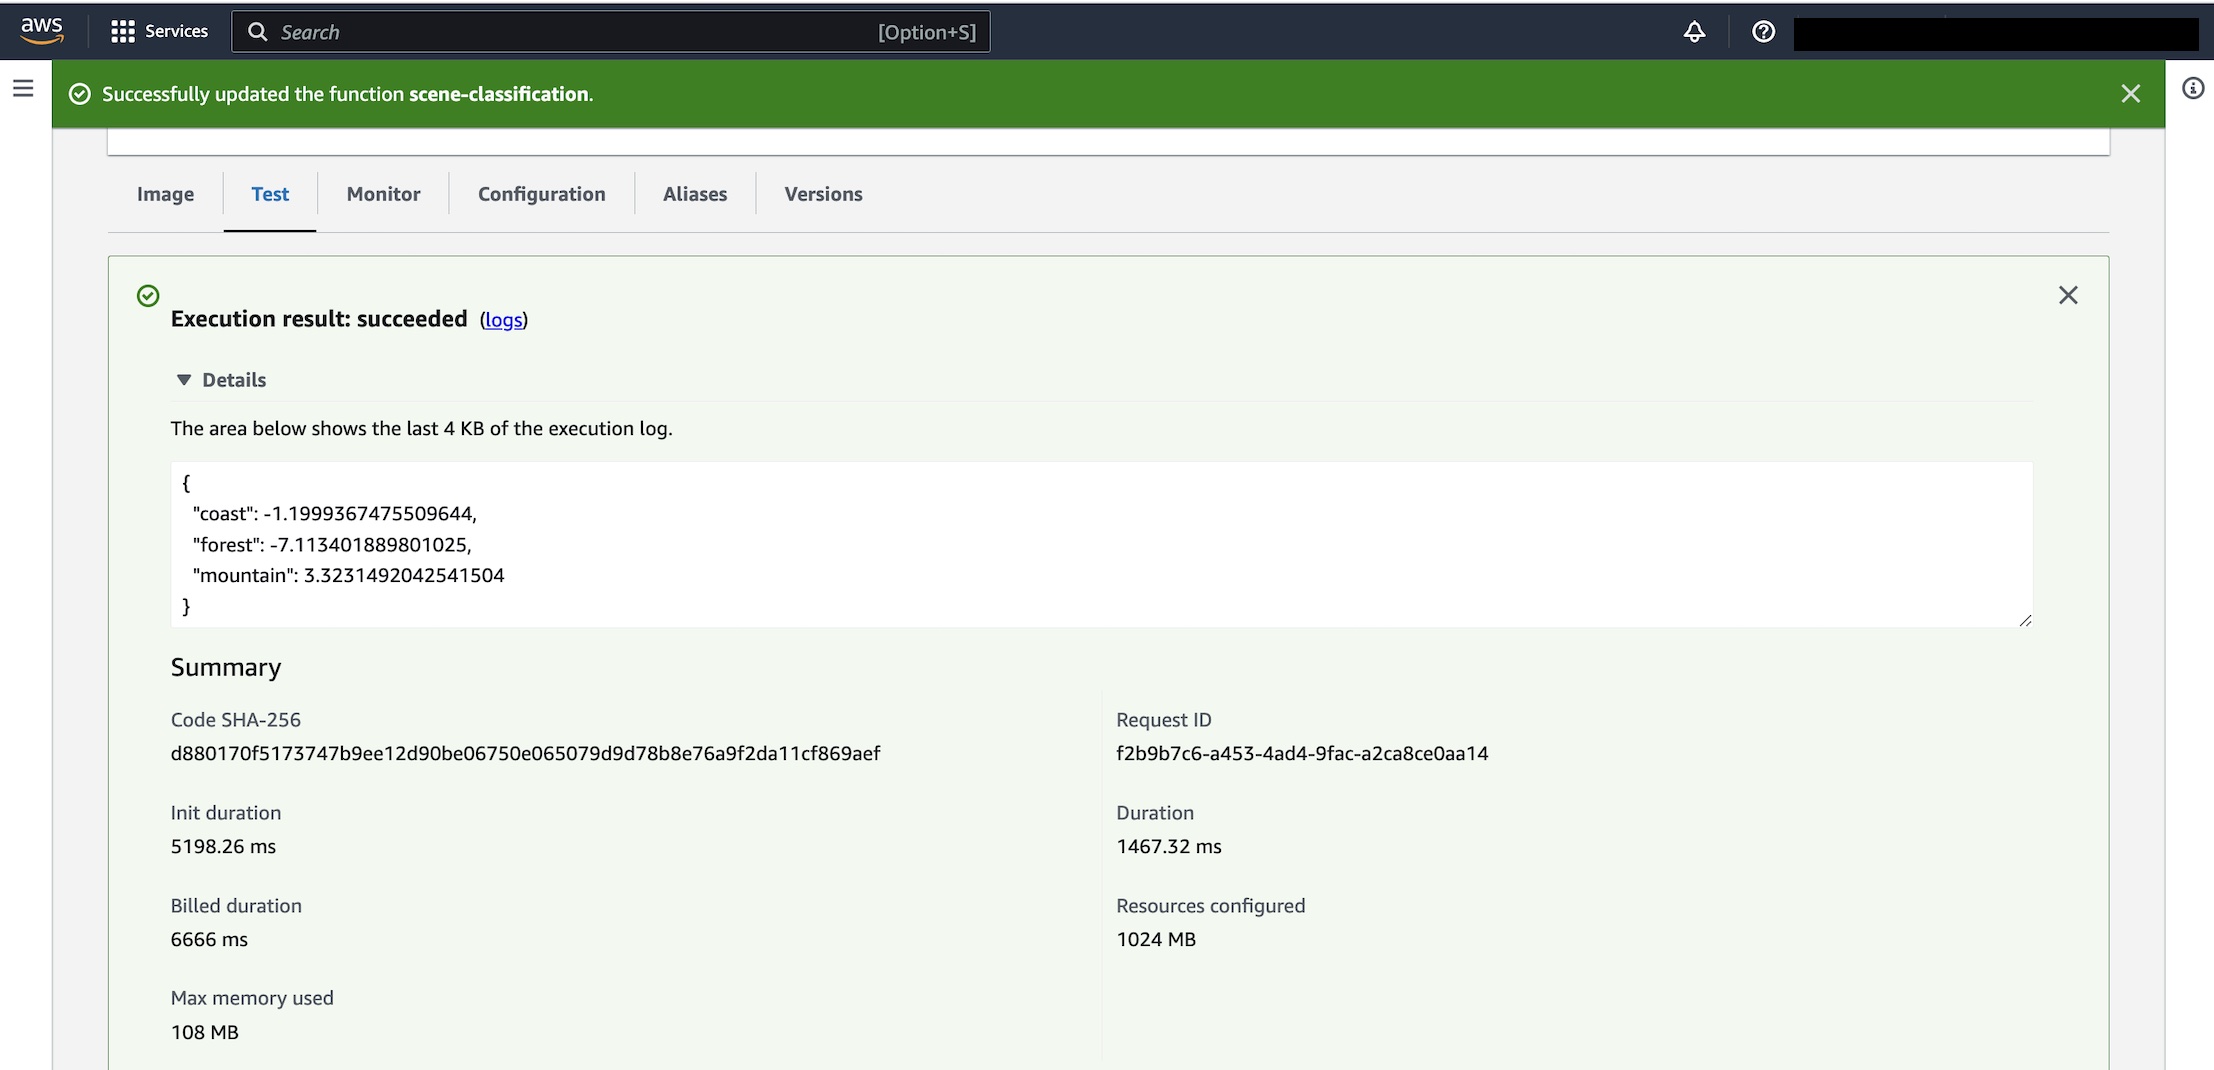 aws Services Search [Option+S]
Successfully updated the function scene-classification.
Image Test Monitor Configuration Aliases Versions
Execution result: succeeded (logs)
Details
The area below shows the last 4 KB of the execution log.
{
"coast": -1.1999367475509644,
"forest": -7.113401889801025,
"mountain": 3.3231492042541504
}
Summary
Code SHA-256
d880170f5173747b9ee12d90be06750e065079d9d78b8e76a9f2da11cf869aef
Request ID
f2b9b7c6-a453-4ad4-9fac-a2ca8ce0aa14
Init duration
5198.26 ms
Duration
1467.32 ms
Billed duration
6666 ms
Resources configured
1024 MB
Max memory used
108 MB